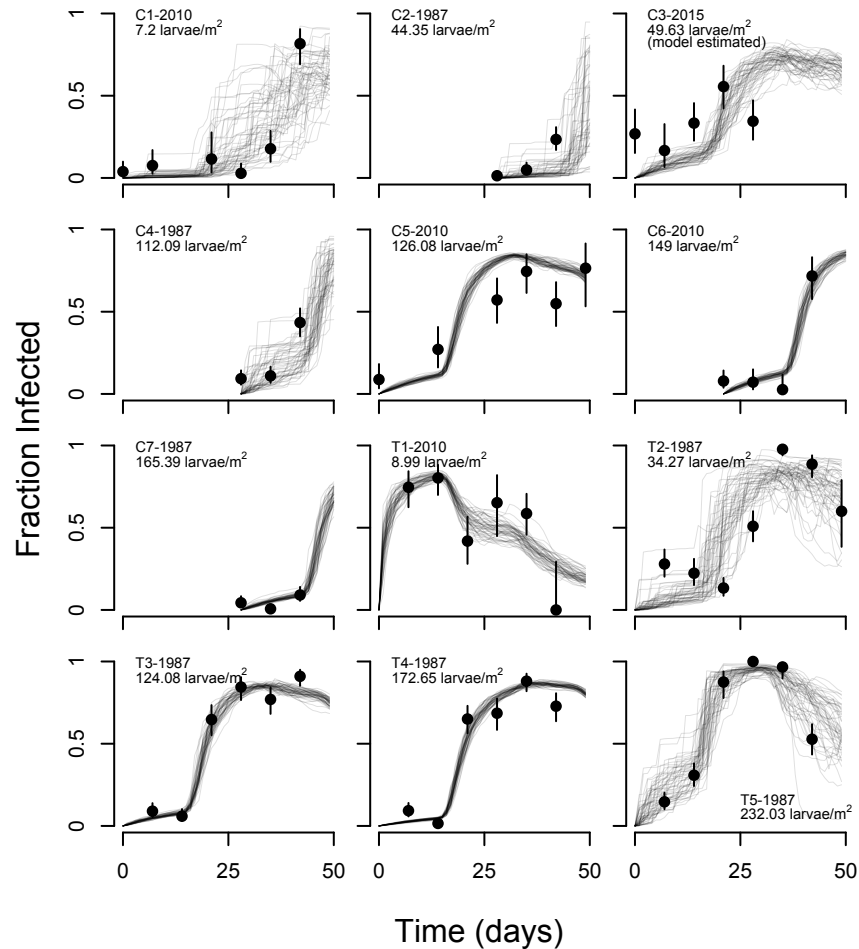 C1-2010
7.2 larvae/m²
C2-1987
44.35 larvae/m²
C3-2015
49.63 larvae/m²
(model estimated)
1
0.5
0
C4-1987
112.09 larvae/m²
C5-2010
126.08 larvae/m²
C6-2010
149 larvae/m²
1
0.5
0
Fraction Infected
C7-1987
165.39 larvae/m²
T1-2010
8.99 larvae/m²
T2-1987
34.27 larvae/m²
1
0.5
0
T3-1987
124.08 larvae/m²
T4-1987
172.65 larvae/m²
T5-1987
232.03 larvae/m²
1
0.5
0
0 25 50
0 25 50
0 25 50
Time (days)